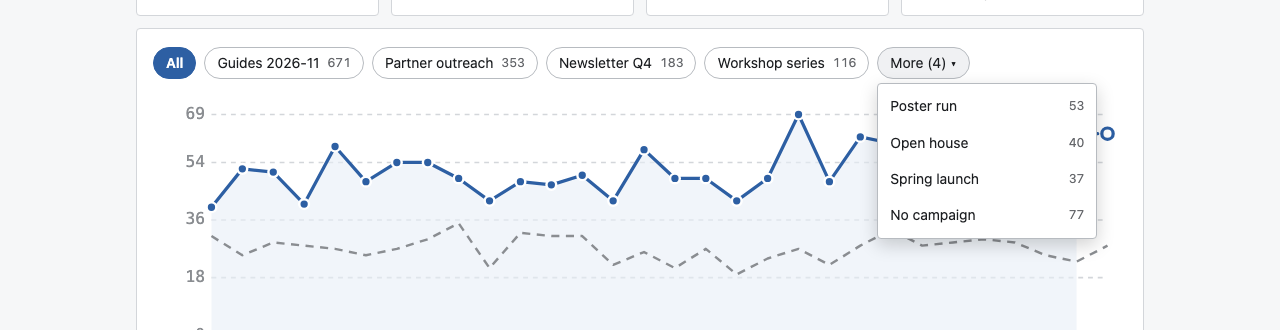 All Guides 2026-11 671 Partner outreach 353 Newsletter Q4 183 Workshop series 116 More (4) ▾
Poster run 53
Open house 40
Spring launch 37
No campaign 77
69
54
36
18